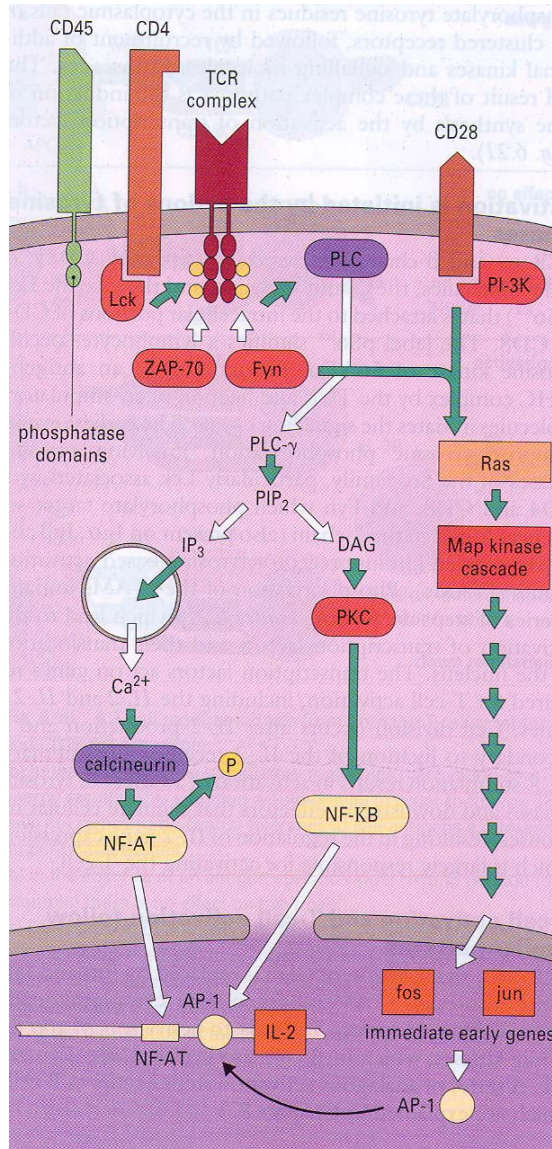 CD45
CD4
TCR
complex
CD28
PLC
Lck
PI-3K
ZAP-70
Fyn
phosphatase
domains
PLC-γ
Ras
PIP₂
IP₃
DAG
Map kinase
cascade
PKC
Ca²⁺
calcineurin
P
NF-AT
NF-KB
fos
jun
AP-1
IL-2
immediate early genes
NF-AT
AP-1